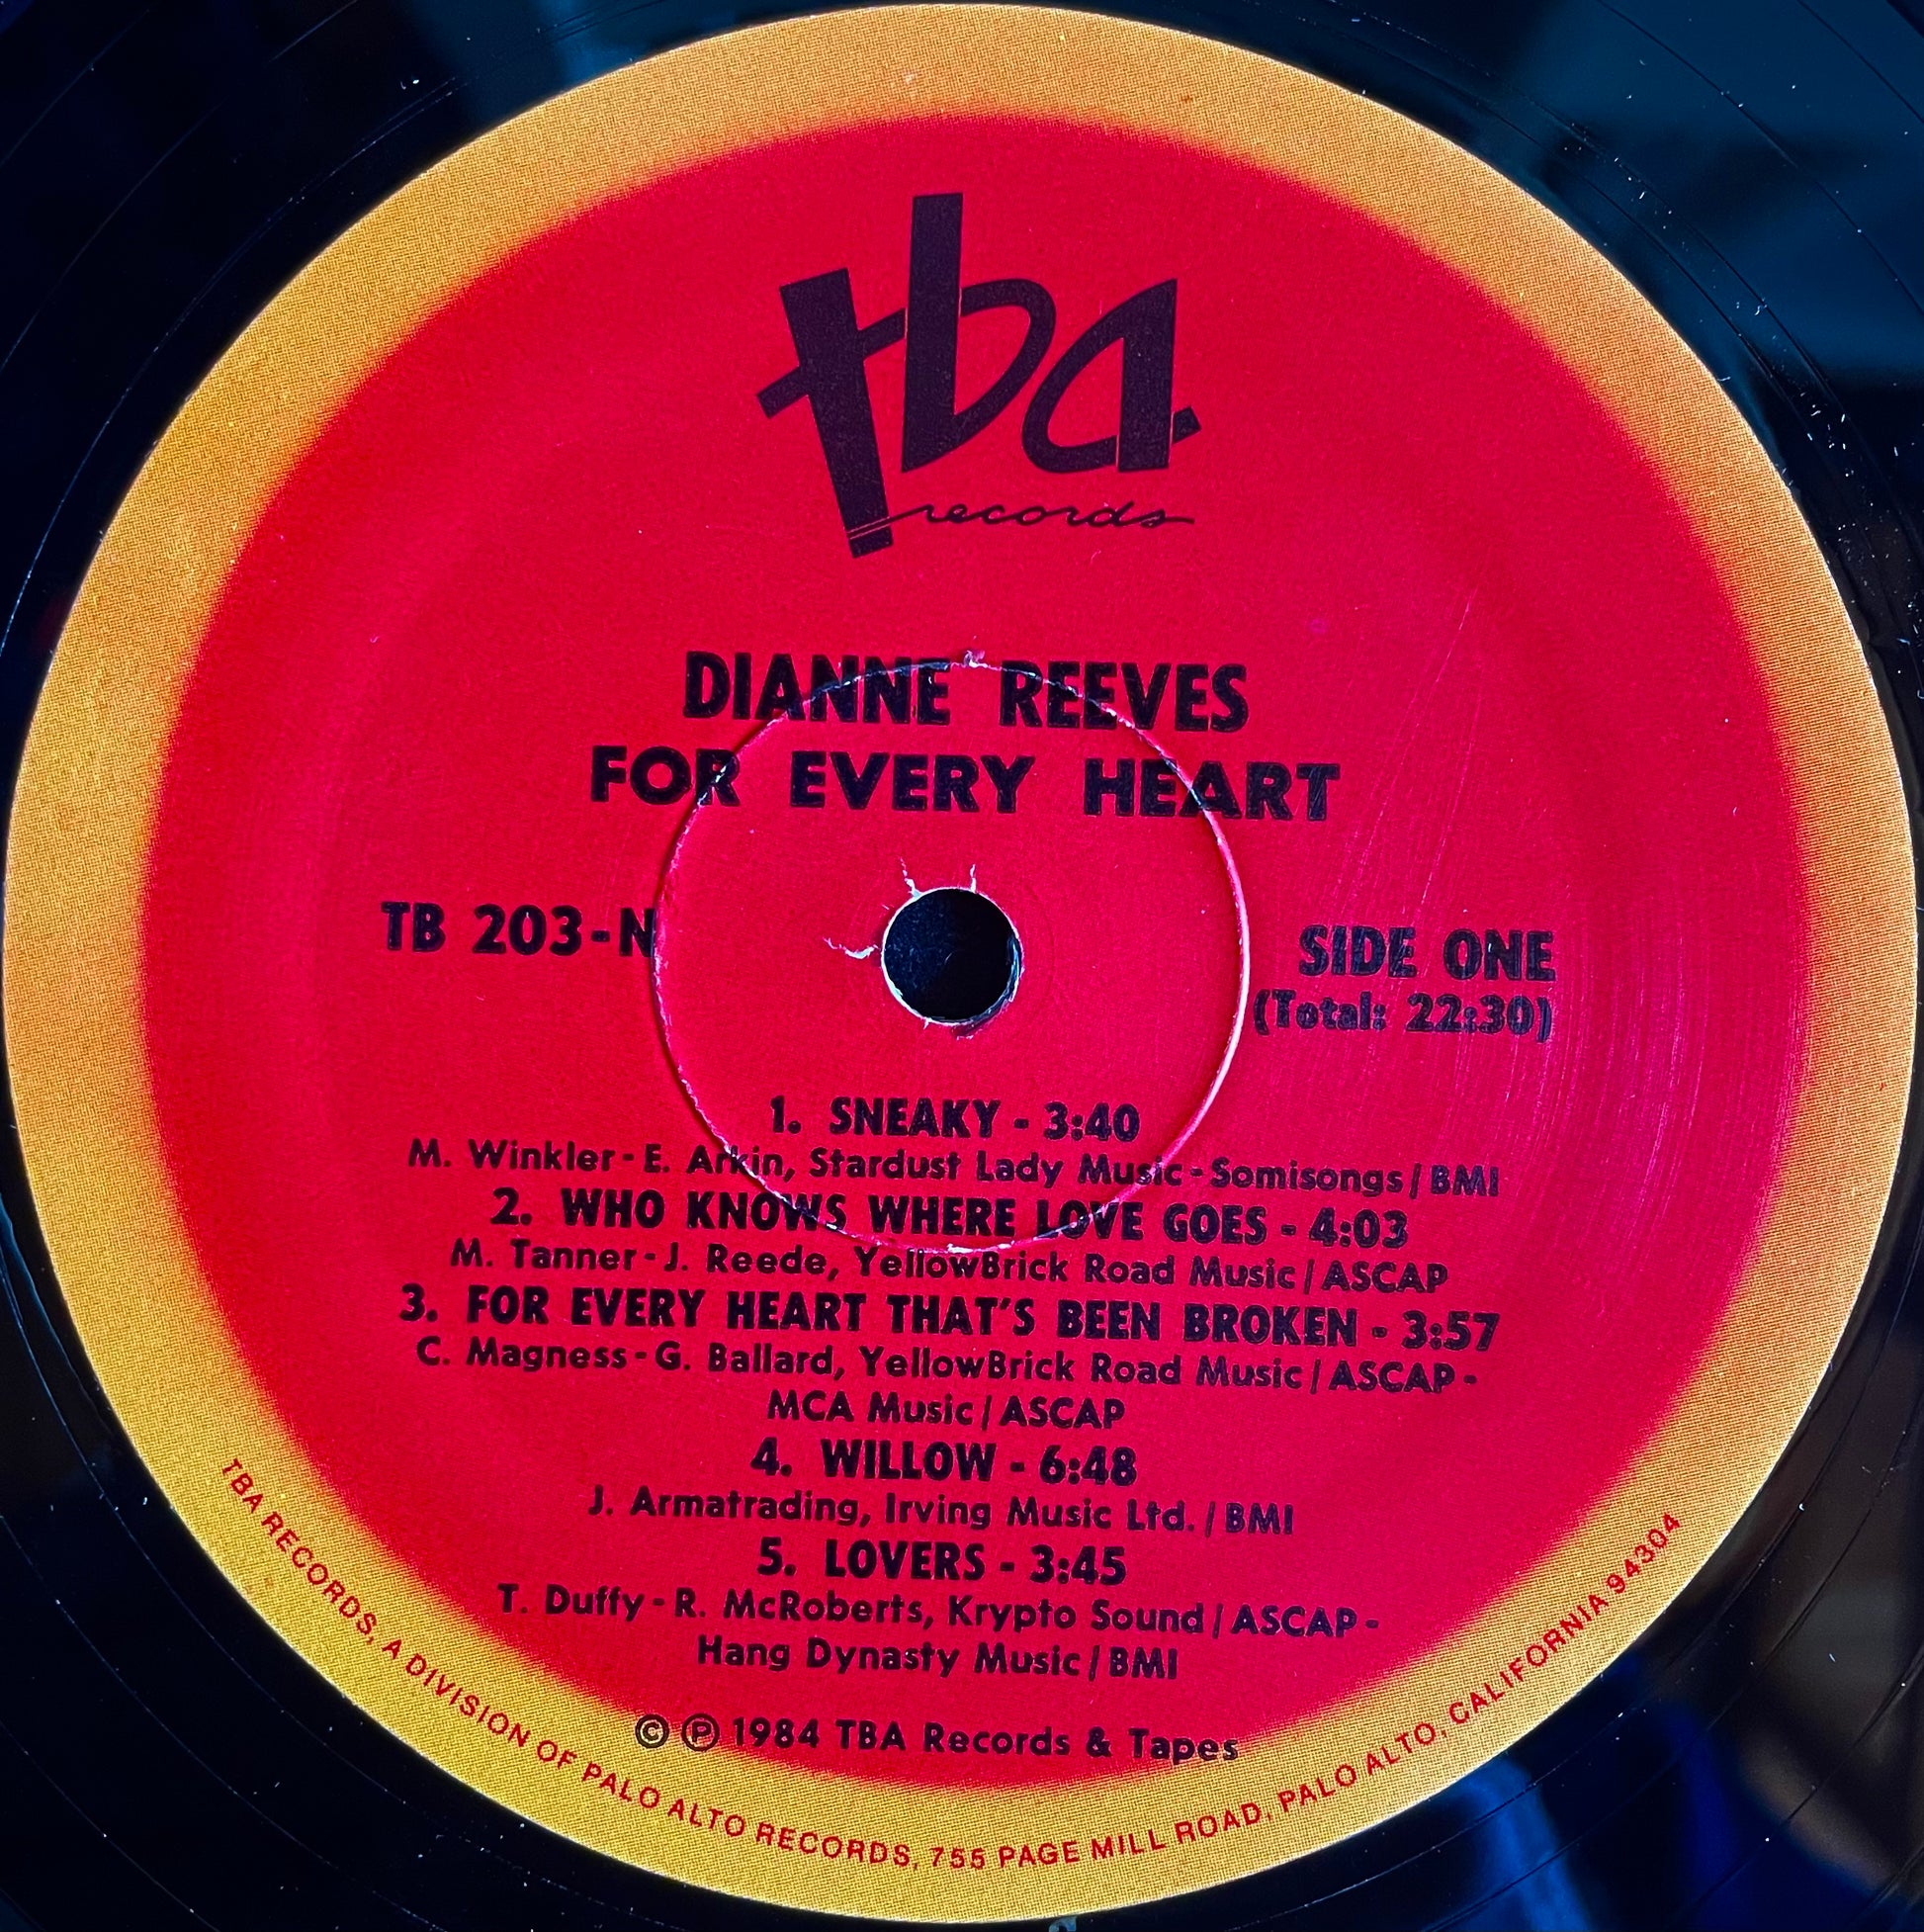 tba
records
DIANNE REEVES
FOR EVERY HEART
TB 203-N
SIDE ONE
(Total: 22:30)
1. SNEAKY - 3:40
M. Winkler - E. Arkin, Stardust Lady Music - Somisongs / BMI
2. WHO KNOWS WHERE LOVE GOES - 4:03
M. Tanner - J. Reede, YellowBrick Road Music / ASCAP
3. FOR EVERY HEART THAT'S BEEN BROKEN - 3:57
C. Magness - G. Ballard, YellowBrick Road Music / ASCAP -
MCA Music / ASCAP
4. WILLOW - 6:48
J. Armatrading, Irving Music Ltd. / BMI
5. LOVERS - 3:45
T. Duffy - R. McRoberts, Krypto Sound / ASCAP -
Hang Dynasty Music / BMI
© ℗ 1984 TBA Records & Tapes
TBA RECORDS, A DIVISION OF PALO ALTO RECORDS, 755 PAGE MILL ROAD, PALO ALTO, CALIFORNIA 94304